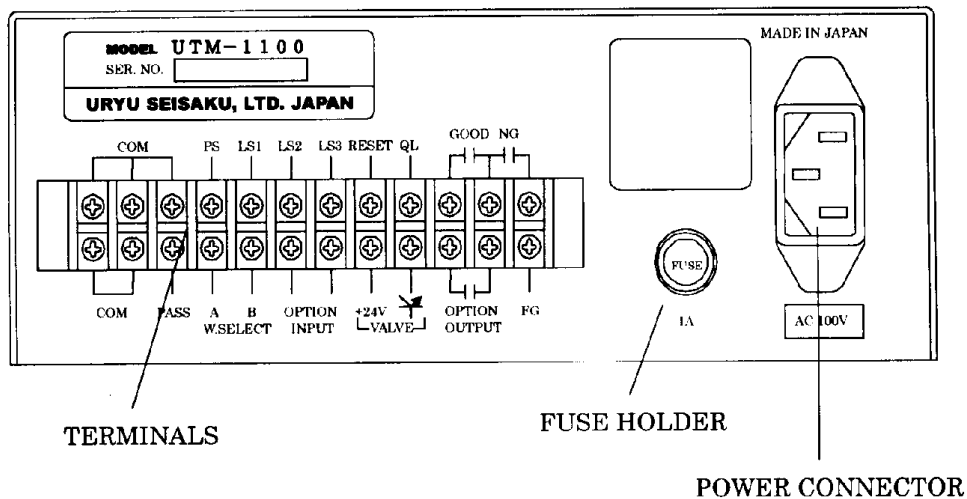 MODEL UTM-1100
SER. NO.
URYU SEISAKU, LTD. JAPAN
MADE IN JAPAN
COM PS LS1 LS2 LS3 RESET QL GOOD NG
COM PASS A B OPTION +24V OPTION FG
W.SELECT INPUT VALVE OUTPUT
FUSE
1A
AC 100V
TERMINALS
FUSE HOLDER
POWER CONNECTOR